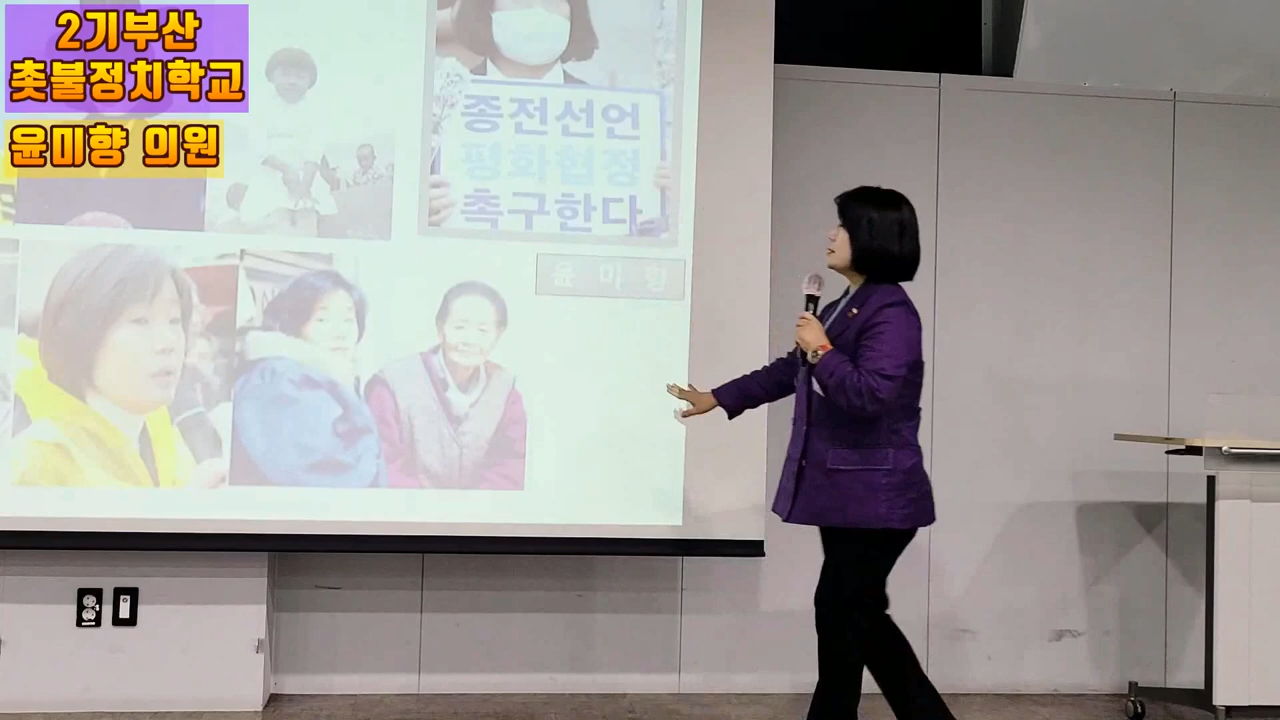 2기부산
촛불정치학교
윤미향 의원
종전선언
평화협정
촉구한다
윤 미 향